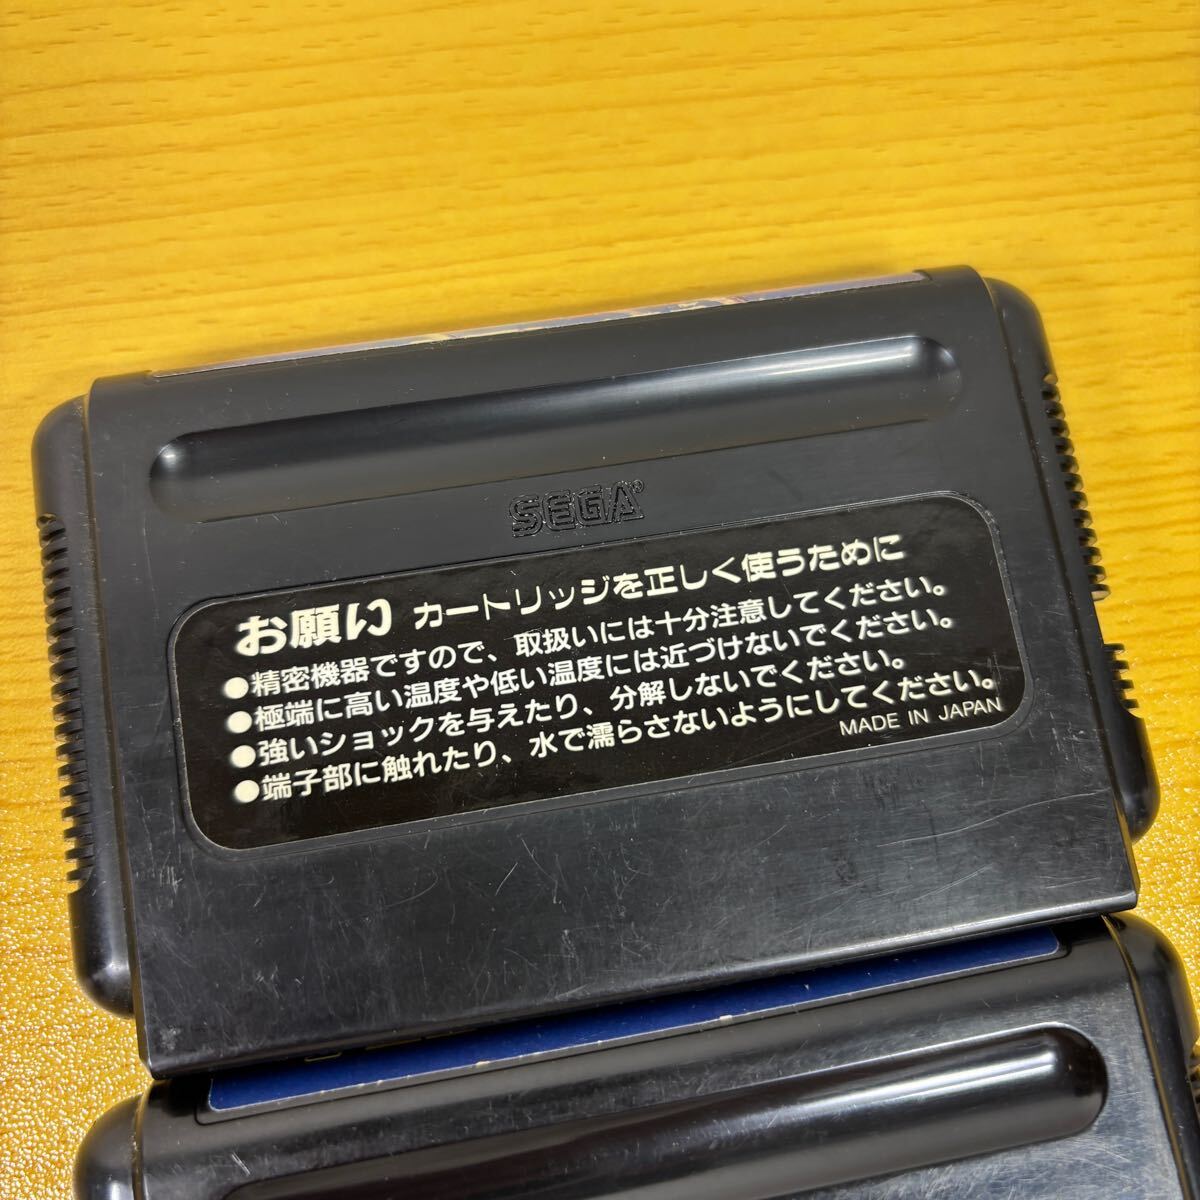 SEGA®
お願い カートリッジを正しく使うために
●精密機器ですので、取扱いには十分注意してください。
●極端に高い温度や低い温度には近づけないでください。
●強いショックを与えたり、分解しないでください。
●端子部に触れたり、水で濡らさないようにしてください。
MADE IN JAPAN